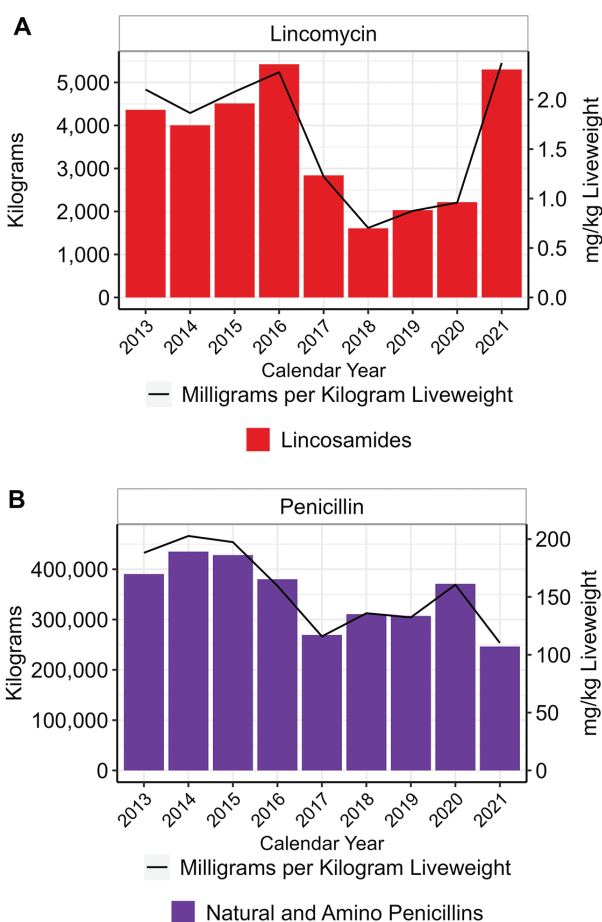 A
Lincomycin
5,000
4,000
3,000
2,000
1,000
0
Kilograms
2.0
1.5
1.0
0.5
0.0
mg/kg Liveweight
2013 2014 2015 2016 2017 2018 2019 2020 2021
Calendar Year
Milligrams per Kilogram Liveweight
Lincosamides
B
Penicillin
400,000
300,000
200,000
100,000
0
Kilograms
200
150
100
50
0
mg/kg Liveweight
2013 2014 2015 2016 2017 2018 2019 2020 2021
Calendar Year
Milligrams per Kilogram Liveweight
Natural and Amino Penicillins